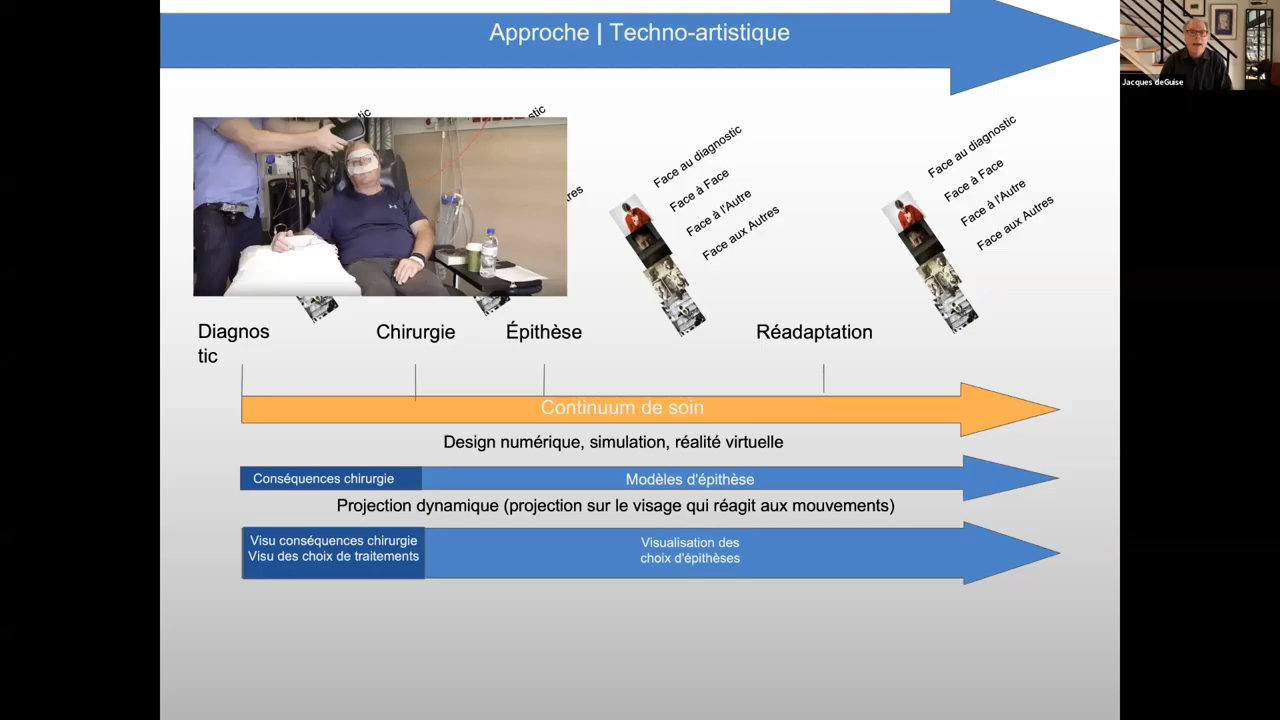 Approche | Techno-artistique
Jacques deGuise
tic
stic
tres
Face au diagnostic
Face à Face
Face à l'Autre
Face aux Autres
Face au diagnostic
Face à Face
Face à l'Autre
Face aux Autres
Diagnos
tic
Chirurgie
Épithèse
Réadaptation
Continuum de soin
Design numérique, simulation, réalité virtuelle
Conséquences chirurgie
Modèles d'épithèse
Projection dynamique (projection sur le visage qui réagit aux mouvements)
Visu conséquences chirurgie
Visu des choix de traitements
Visualisation des
choix d'épithèses